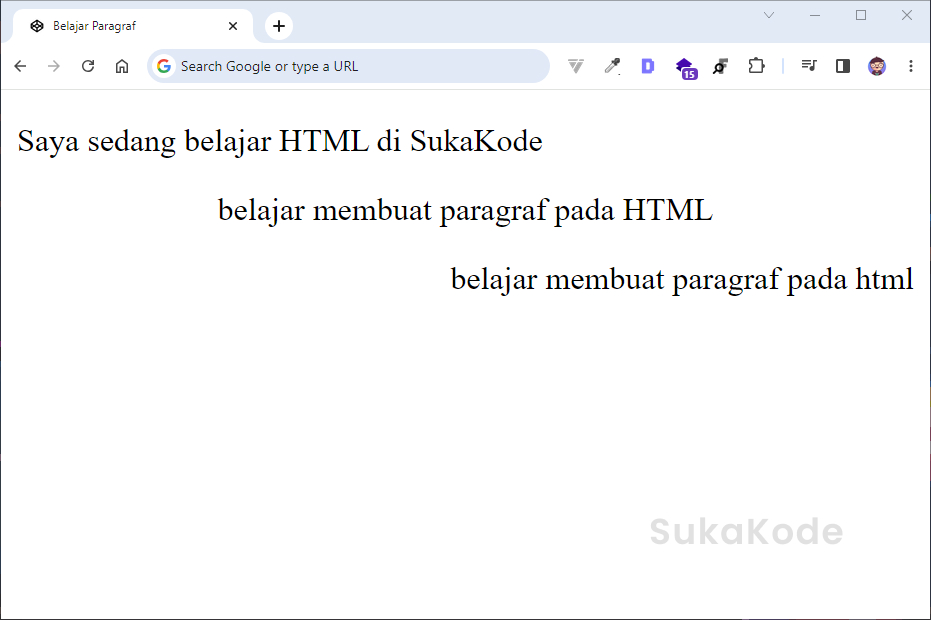 Belajar Paragraf
Search Google or type a URL
15
Saya sedang belajar HTML di SukaKode
belajar membuat paragraf pada HTML
belajar membuat paragraf pada html
SukaKode